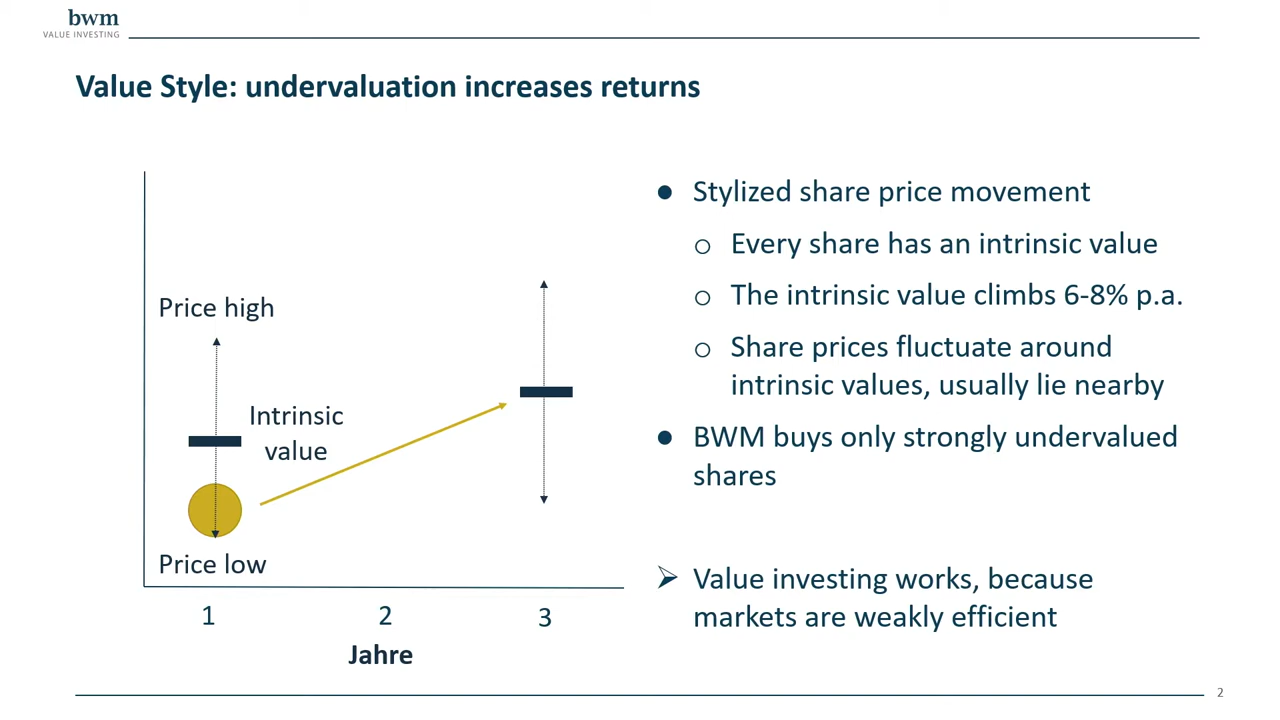 bwm
VALUE INVESTING
Value Style: undervaluation increases returns
Price high
Intrinsic
value
Price low
1
2
3
Jahre
● Stylized share price movement
o Every share has an intrinsic value
o The intrinsic value climbs 6-8% p.a.
o Share prices fluctuate around
intrinsic values, usually lie nearby
● BWM buys only strongly undervalued
shares
➢ Value investing works, because
markets are weakly efficient
2